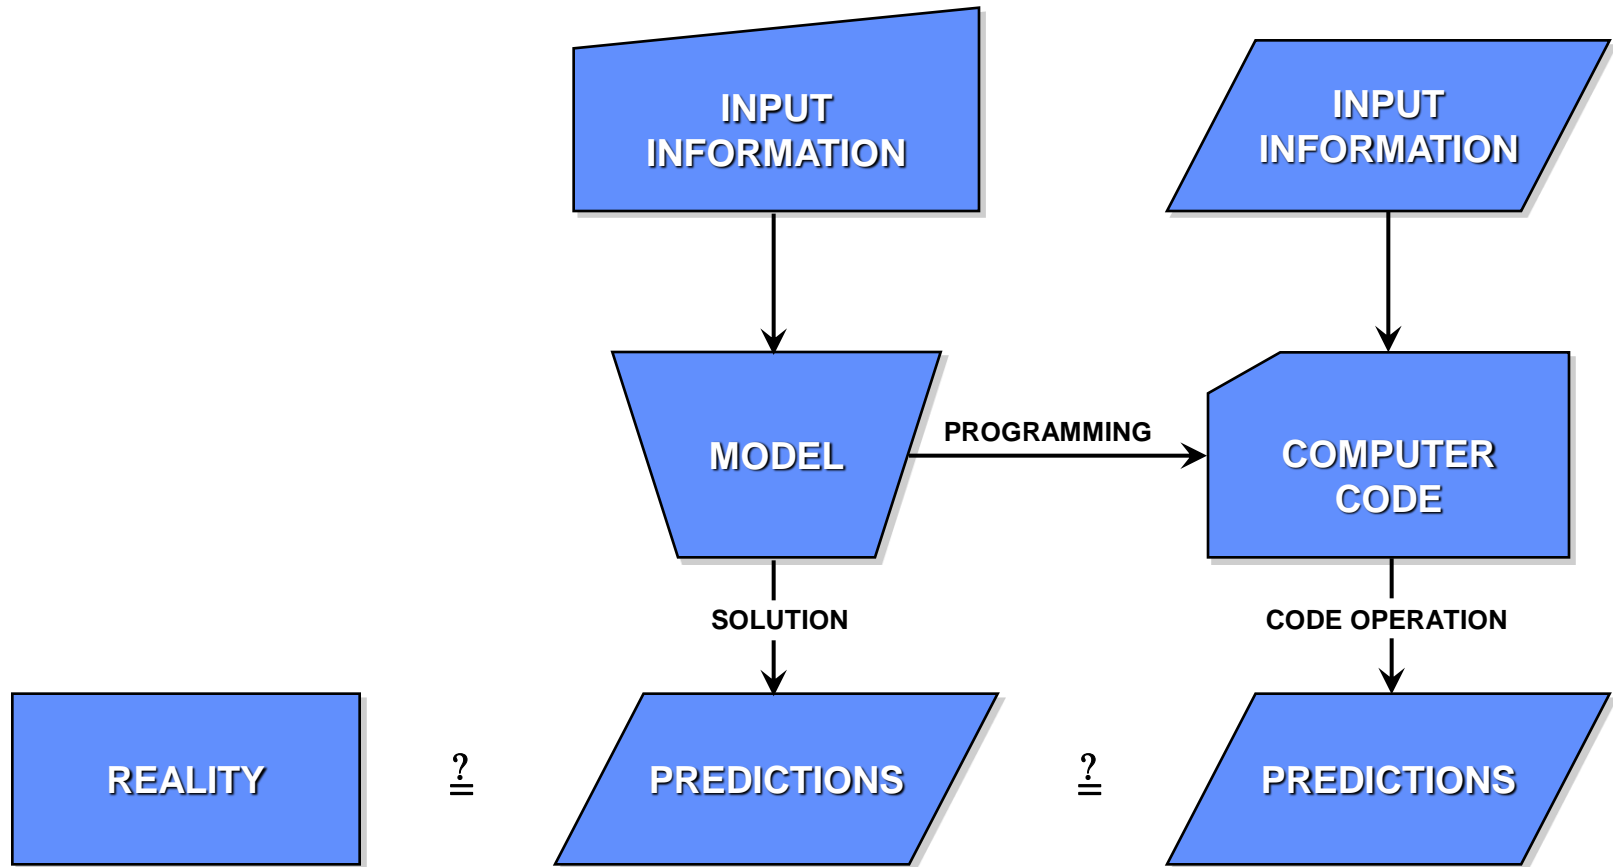 INPUT
INFORMATION
INPUT
INFORMATION
MODEL
PROGRAMMING
COMPUTER
CODE
SOLUTION
CODE OPERATION
REALITY
≟
PREDICTIONS
≟
PREDICTIONS